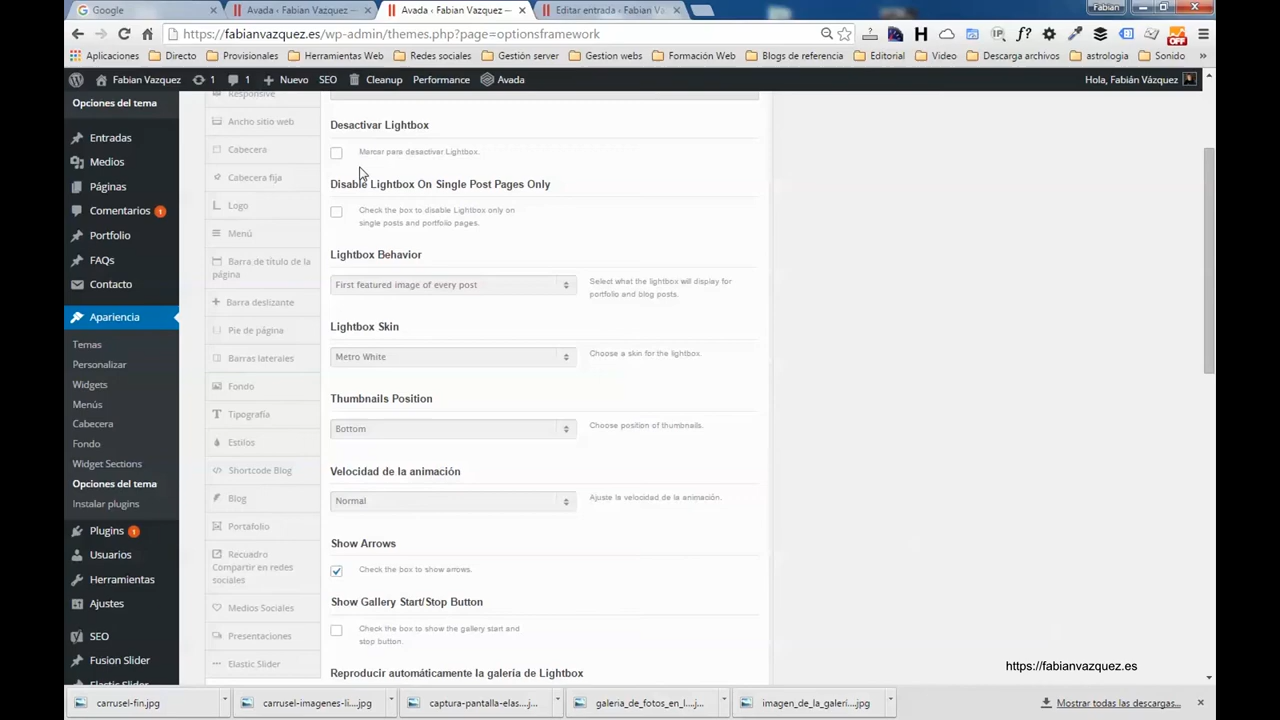 Google
Avada ‹ Fabian Vazquez —
Avada ‹ Fabian Vazquez —
Editar entrada ‹ Fabian Va
Fabian
https://fabianvazquez.es/wp-admin/themes.php?page=optionsframework
Aplicaciones
Directo
Provisionales
Herramientas Web
Redes sociales
Gestión server
Gestion webs
Formación Web
Blogs de referencia
Editorial
Video
Descarga archivos
astrologia
Sonido
OFF
Fabian Vazquez
1
1
Nuevo
SEO
Cleanup
Performance
Avada
Hola, Fabián Vázquez
Opciones del tema
Entradas
Medios
Páginas
Comentarios 1
Portfolio
FAQs
Contacto
Apariencia
Temas
Personalizar
Widgets
Menús
Cabecera
Fondo
Widget Sections
Opciones del tema
Instalar plugins
Plugins 1
Usuarios
Herramientas
Ajustes
SEO
Fusion Slider
Elastic Slider
Responsive
Ancho sitio web
Cabecera
Cabecera fija
Logo
Menú
Barra de título de la
página
Barra deslizante
Pie de página
Barras laterales
Fondo
Tipografía
Estilos
Shortcode Blog
Blog
Portafolio
Recuadro
Compartir en redes
sociales
Medios Sociales
Presentaciones
Elastic Slider
Desactivar Lightbox
Marcar para desactivar Lightbox.
Disable Lightbox On Single Post Pages Only
Check the box to disable Lightbox only on
single posts and portfolio pages.
Lightbox Behavior
First featured image of every post
Select what the lightbox will display for
portfolio and blog posts.
Lightbox Skin
Metro White
Choose a skin for the lightbox.
Thumbnails Position
Bottom
Choose position of thumbnails.
Velocidad de la animación
Normal
Ajuste la velocidad de la animación.
Show Arrows
Check the box to show arrows.
Show Gallery Start/Stop Button
Check the box to show the gallery start and
stop button.
Reproducir automáticamente la galería de Lightbox
https://fabianvazquez.es
carrusel-fin.jpg
carrusel-imagenes-li....jpg
captura-pantalla-elas....j...
galeria_de_fotos_en_l....j...
imagen_de_la_galerí....jpg
Mostrar todas las descargas...